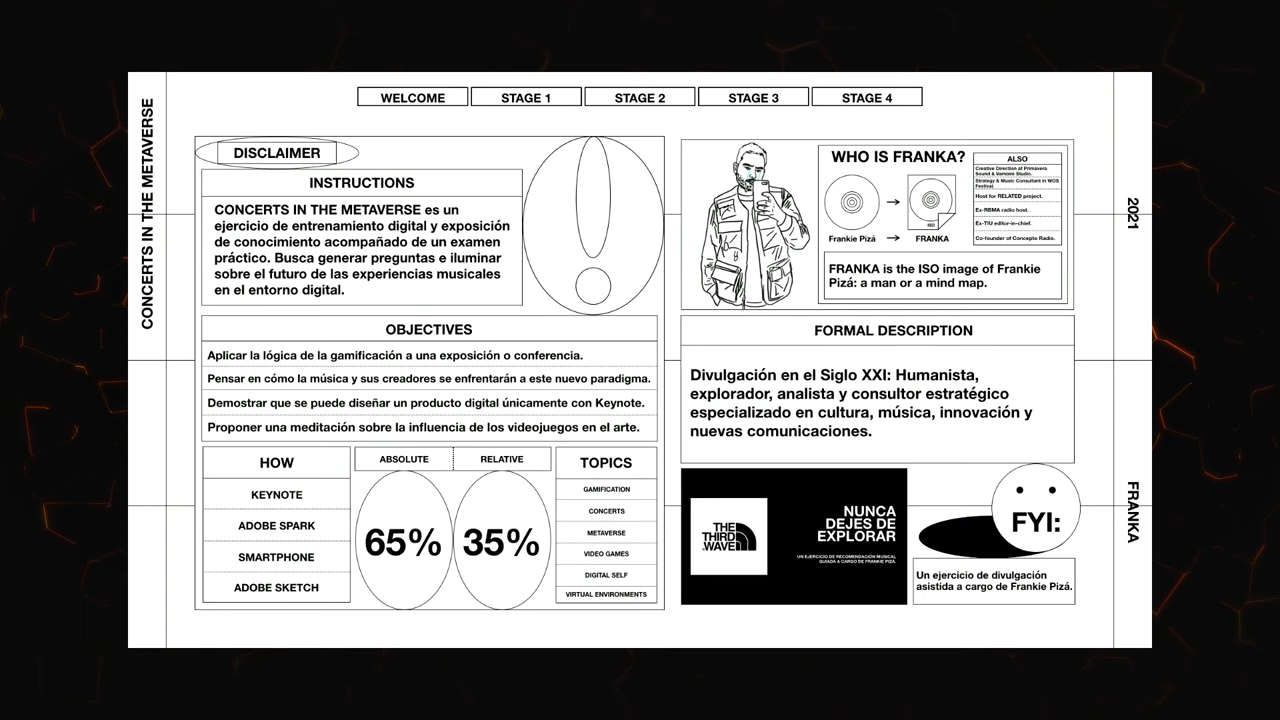 WELCOME
STAGE 1
STAGE 2
STAGE 3
STAGE 4
CONCERTS IN THE METAVERSE
DISCLAIMER
INSTRUCTIONS
CONCERTS IN THE METAVERSE es un
ejercicio de entrenamiento digital y exposición
de conocimiento acompañado de un examen
práctico. Busca generar preguntas e iluminar
sobre el futuro de las experiencias musicales
en el entorno digital.
OBJECTIVES
Aplicar la lógica de la gamificación a una exposición o conferencia.
Pensar en cómo la música y sus creadores se enfrentarán a este nuevo paradigma.
Demostrar que se puede diseñar un producto digital únicamente con Keynote.
Proponer una meditación sobre la influencia de los videojuegos en el arte.
HOW
KEYNOTE
ADOBE SPARK
SMARTPHONE
ADOBE SKETCH
ABSOLUTE
RELATIVE
65%
35%
TOPICS
GAMIFICATION
CONCERTS
METAVERSE
VIDEO GAMES
DIGITAL SELF
VIRTUAL ENVIRONMENTS
WHO IS FRANKA?
Frankie Pizá
ISO
FRANKA
ALSO
Creative Direction at Primavera
Sound & Vampire Studio.
Strategy & Music Consultant in WOS
Festival.
Host for RELATED project.
Ex-RBMA radio host.
Ex-TIU editor-in-chief.
Co-founder of Concepto Radio.
FRANKA is the ISO image of Frankie
Pizá: a man or a mind map.
FORMAL DESCRIPTION
Divulgación en el Siglo XXI: Humanista,
explorador, analista y consultor estratégico
especializado en cultura, música, innovación y
nuevas comunicaciones.
THE
THIRD
.WAVE
NUNCA
DEJES DE
EXPLORAR
UN EJERCICIO DE RECOMENDACIÓN MUSICAL
GUIADA A CARGO DE FRANKIE PIZÁ.
FYI:
Un ejercicio de divulgación
asistida a cargo de Frankie Pizá.
2021
FRANKA